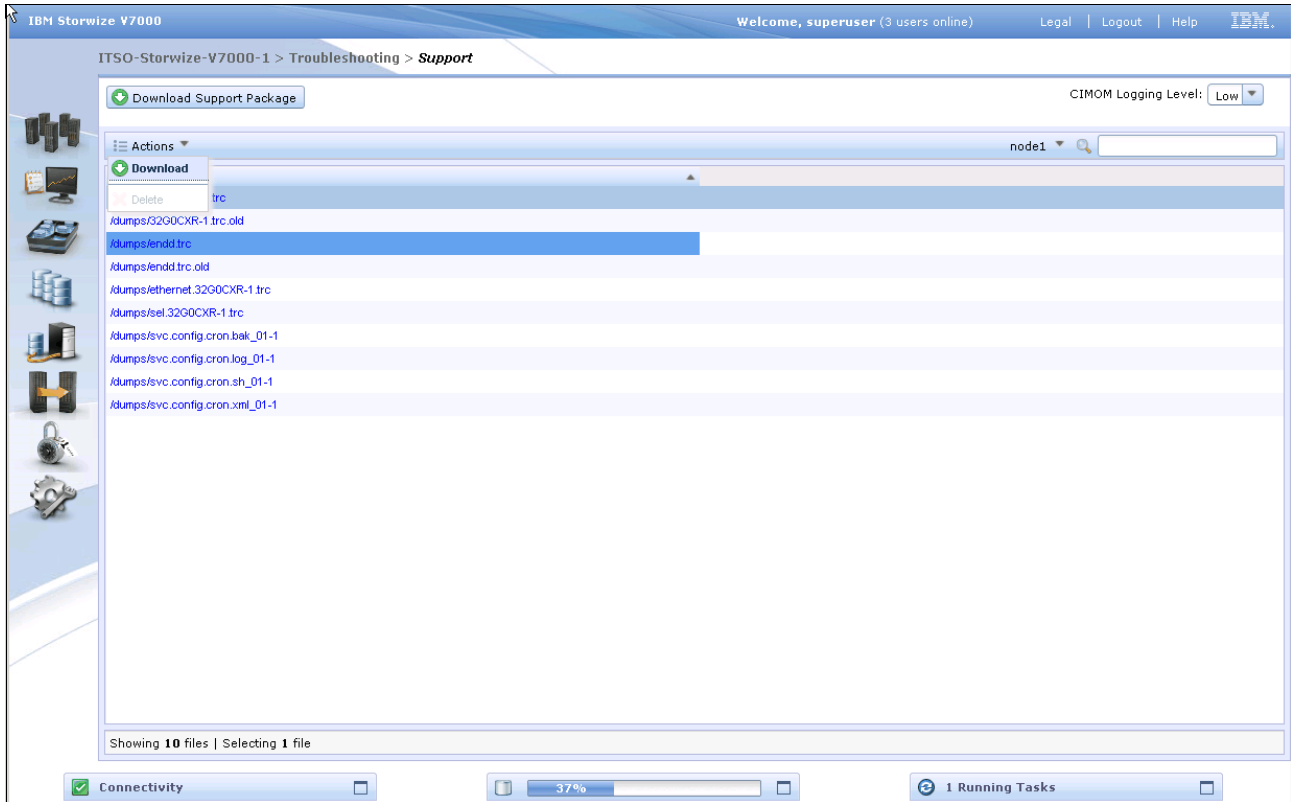 IBM Storwize V7000
Welcome, superuser (3 users online)
Legal | Logout | Help
IBM.
ITSO-Storwize-V7000-1 > Troubleshooting > Support
Download Support Package
CIMOM Logging Level: Low
Actions
node1
Download
Delete
trc
/dumps/32G0CXR-1.trc.old
/dumps/endd.trc
/dumps/endd.trc.old
/dumps/ethernet.32G0CXR-1.trc
/dumps/sel.32G0CXR-1.trc
/dumps/svc.config.cron.bak_01-1
/dumps/svc.config.cron.log_01-1
/dumps/svc.config.cron.sh_01-1
/dumps/svc.config.cron.xml_01-1
Showing 10 files | Selecting 1 file
Connectivity
37%
1 Running Tasks